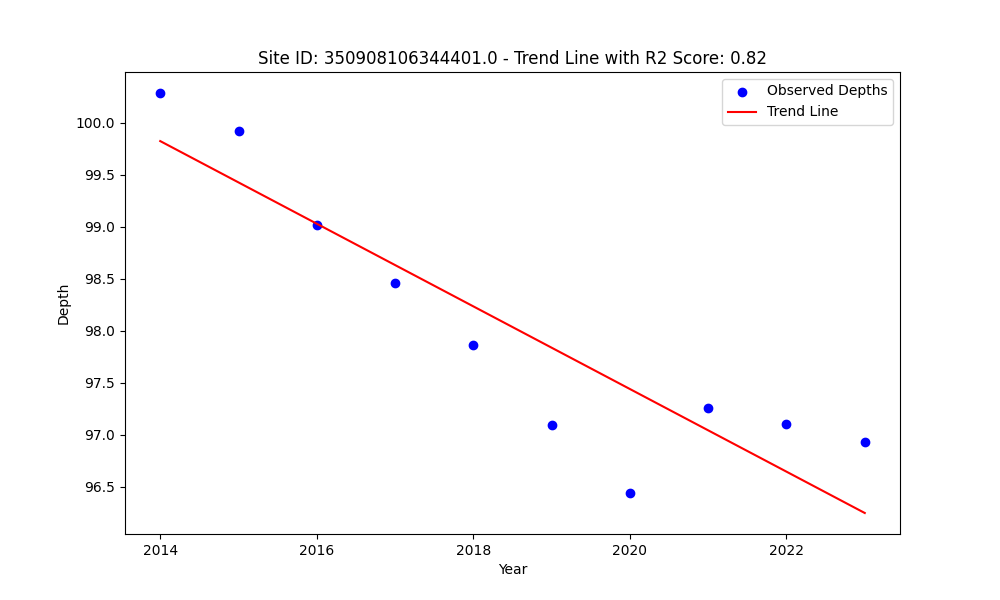 Site ID: 350908106344401.0 - Trend Line with R2 Score: 0.82
Observed Depths
Trend Line
100.0
99.5
99.0
98.5
98.0
97.5
97.0
96.5
Depth
2014
2016
2018
2020
2022
Year